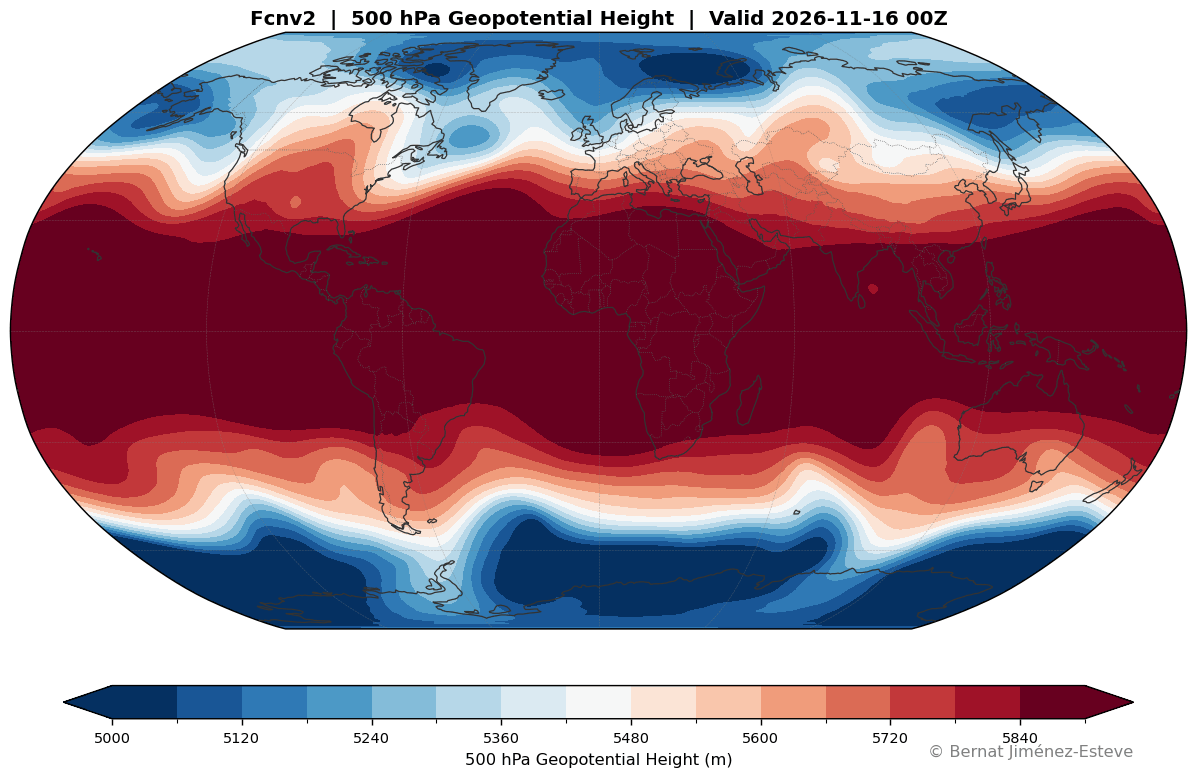 Fcnv2 | 500 hPa Geopotential Height | Valid 2026-11-16 00Z
5000 5120 5240 5360 5480 5600 5720 5840
500 hPa Geopotential Height (m)
© Bernat Jiménez-Esteve